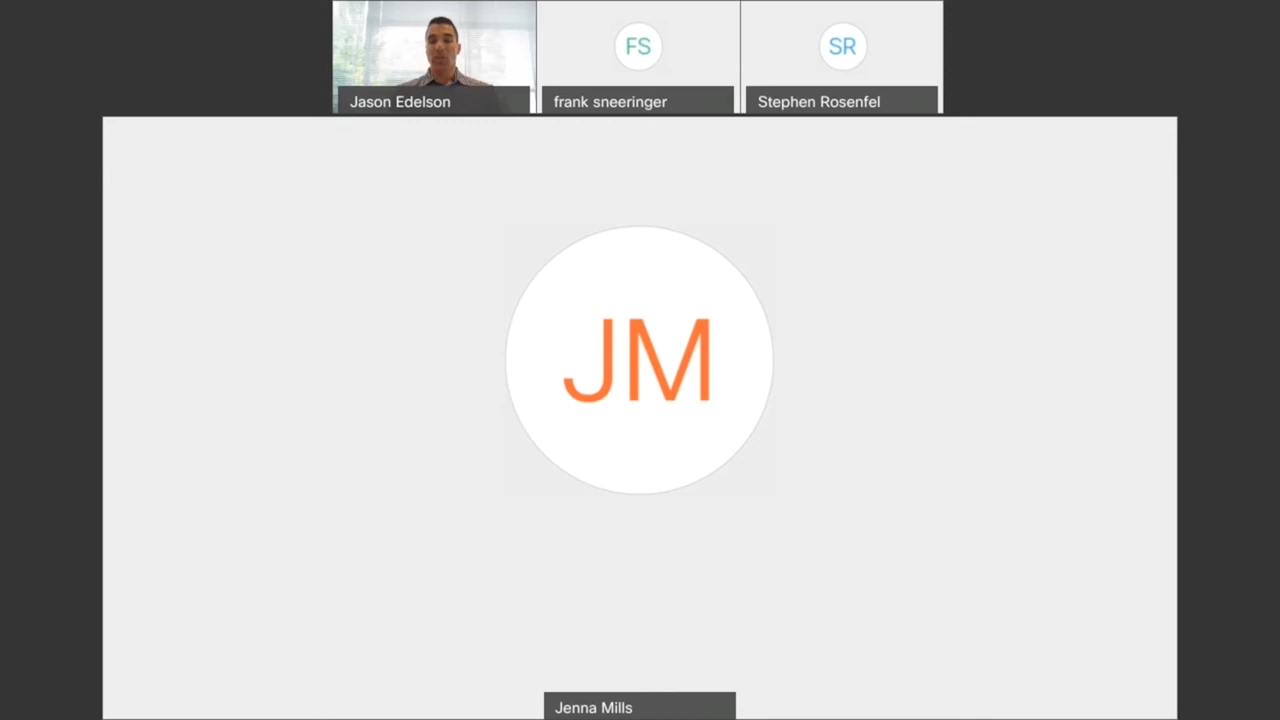 FS
SR
Jason Edelson
frank sneeringer
Stephen Rosenfel
JM
Jenna Mills